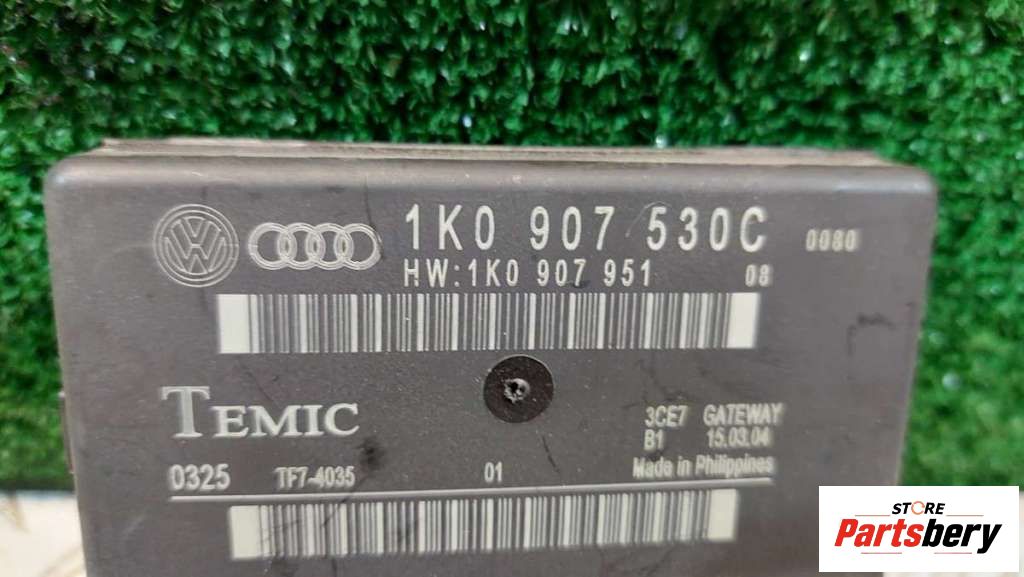 VW 1K0 907 530C 0080
HW:1K0 907 951 08
TEMIC
3CE7 GATEWAY
B1 15.03.04
0325 TF7-4035 01 Made in Philippines
STORE
Partsbery